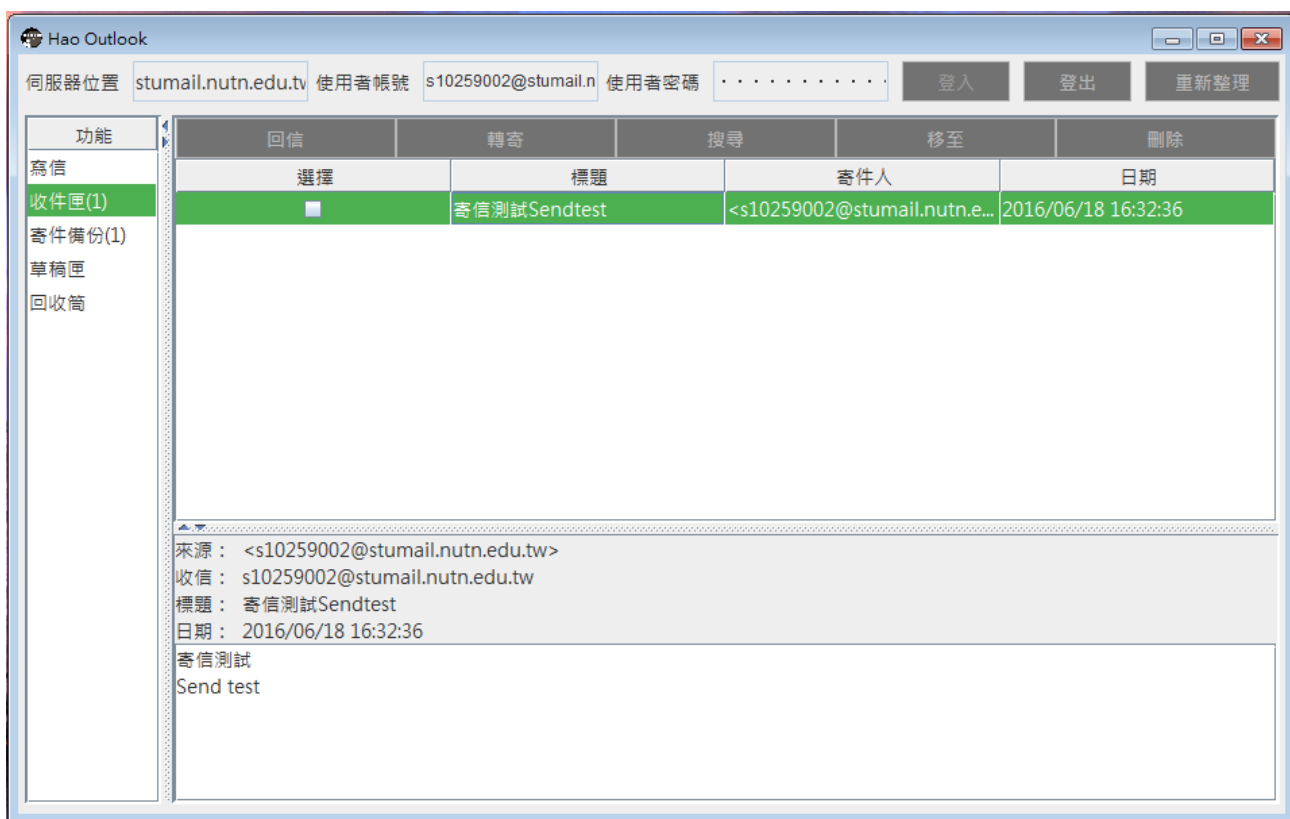 Hao Outlook
伺服器位置 stumail.nutn.edu.tw 使用者帳號 s10259002@stumail.n 使用者密碼 ··········· 登入 登出 重新整理
功能 回信 轉寄 搜尋 移至 刪除
寫信 選擇 標題 寄件人 日期
收件匣(1) 寄信測試Sendtest <s10259002@stumail.nutn.e... 2016/06/18 16:32:36
寄件備份(1)
草稿匣
回收筒
來源： <s10259002@stumail.nutn.edu.tw>
收信： s10259002@stumail.nutn.edu.tw
標題： 寄信測試Sendtest
日期： 2016/06/18 16:32:36
寄信測試
Send test